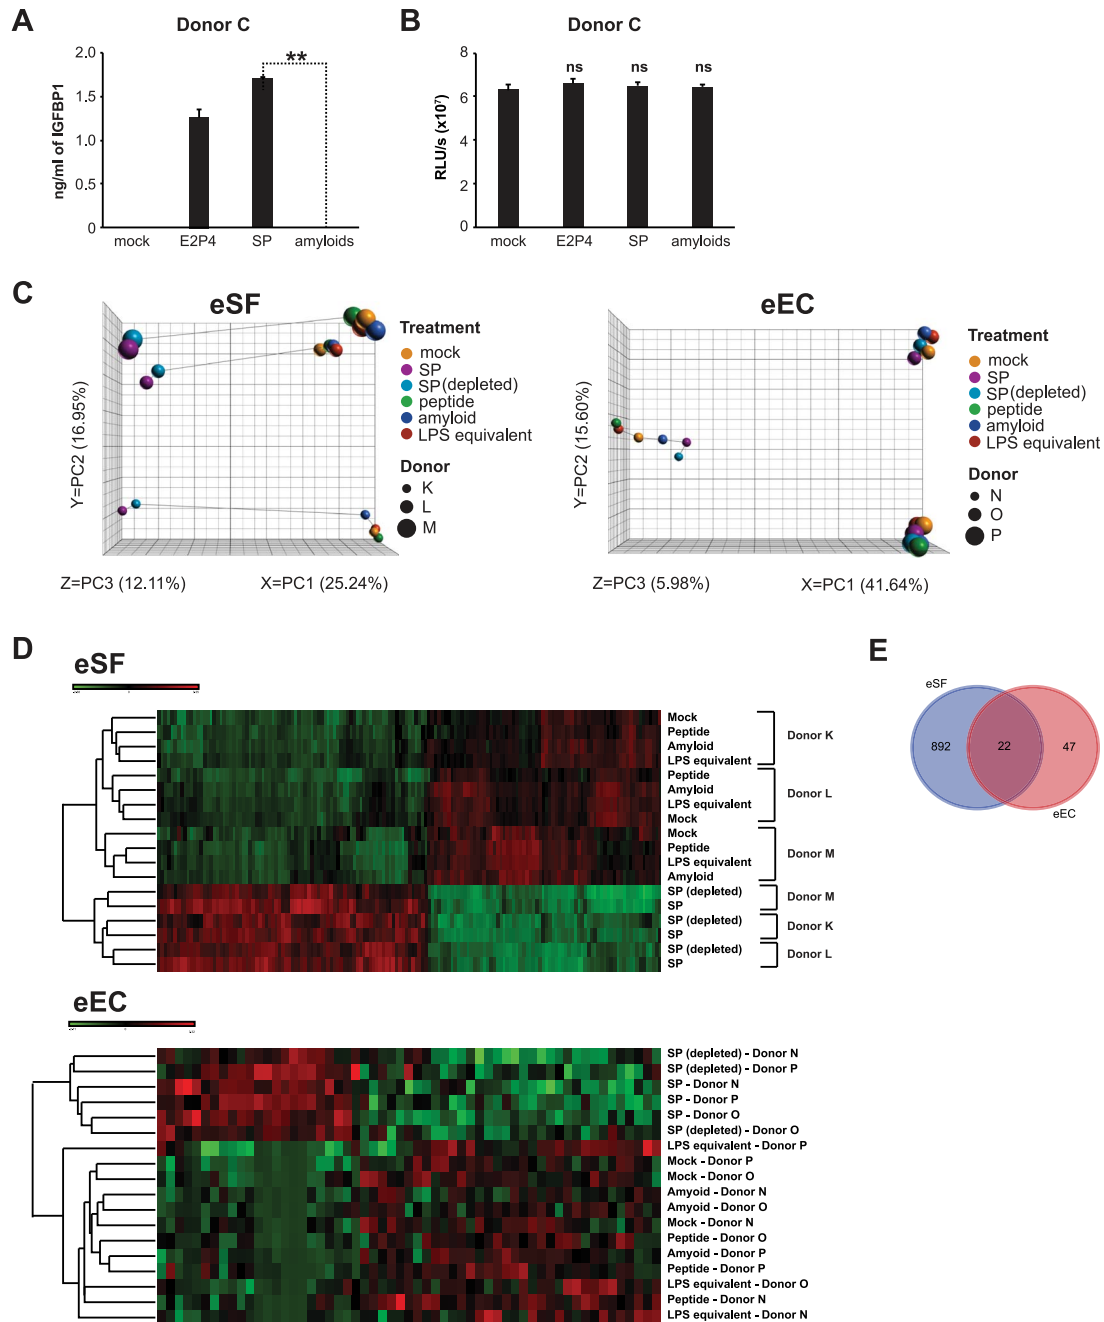 A
Donor C
ng/ml of IGFBP1
2.0
1.5
1.0
0.5
0
**
mock
E2P4
SP
amyloids
B
Donor C
RLU/s (x10⁷)
8
6
4
2
0
ns
ns
ns
mock
E2P4
SP
amyloids
C
eSF
Y=PC2 (16.95%)
Z=PC3 (12.11%)
X=PC1 (25.24%)
Treatment
mock
SP
SP(depleted)
peptide
amyloid
LPS equivalent
Donor
K
L
M
eEC
Y=PC2 (15.60%)
Z=PC3 (5.98%)
X=PC1 (41.64%)
Treatment
mock
SP
SP(depleted)
peptide
amyloid
LPS equivalent
Donor
N
O
P
D
eSF
Mock
Peptide
Amyloid
LPS equivalent
Donor K
Peptide
Amyloid
LPS equivalent
Mock
Donor L
Mock
Peptide
LPS equivalent
Amyloid
Donor M
SP (depleted)
SP
Donor M
SP (depleted)
SP
Donor K
SP (depleted)
SP
Donor L
eEC
SP (depleted) - Donor N
SP (depleted) - Donor P
SP - Donor N
SP - Donor P
SP - Donor O
SP (depleted) - Donor O
LPS equivalent - Donor P
Mock - Donor P
Mock - Donor O
Amyoid - Donor N
Amyoid - Donor O
Mock - Donor N
Peptide - Donor O
Amyoid - Donor P
Peptide - Donor P
LPS equivalent - Donor O
Peptide - Donor N
LPS equivalent - Donor N
E
eSF
892
22
47
eEC